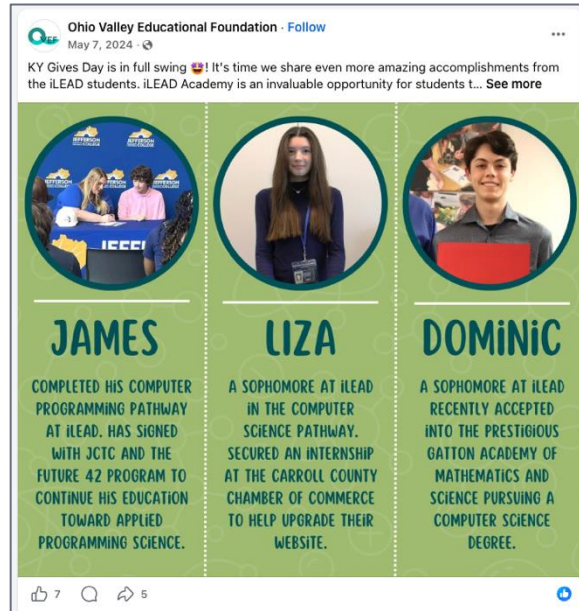 OVEF
Ohio Valley Educational Foundation · Follow
May 7, 2024 ·
KY Gives Day is in full swing 🤩! It's time we share even more amazing accomplishments from
the iLEAD students. iLEAD Academy is an invaluable opportunity for students t... See more
JEFFERSON
JEFFERSON
JEFFERSON
JEFFE
JAMES
COMPLETED HiS COMPUTER
PROGRAMMiNG PATHWAY
AT iLEAD. HAS SiGNED
WiTH JCTC AND THE
FUTURE 42 PROGRAM TO
CONTiNUE HiS EDUCATiON
TOWARD APPLiED
PROGRAMMiNG SCiENCE.
LiZA
A SOPHOMORE AT iLEAD
iN THE COMPUTER
SCiENCE PATHWAY.
SECURED AN iNTERNSHiP
AT THE CARROLL COUNTY
CHAMBER OF COMMERCE
TO HELP UPGRADE THEiR
WEBSiTE.
DOMiNiC
A SOPHOMORE AT iLEAD
RECENTLY ACCEPTED
iNTO THE PRESTiGiOUS
GATTON ACADEMY OF
MATHEMATiCS AND
SCiENCE PURSUiNG A
COMPUTER SCiENCE
DEGREE.
7
5